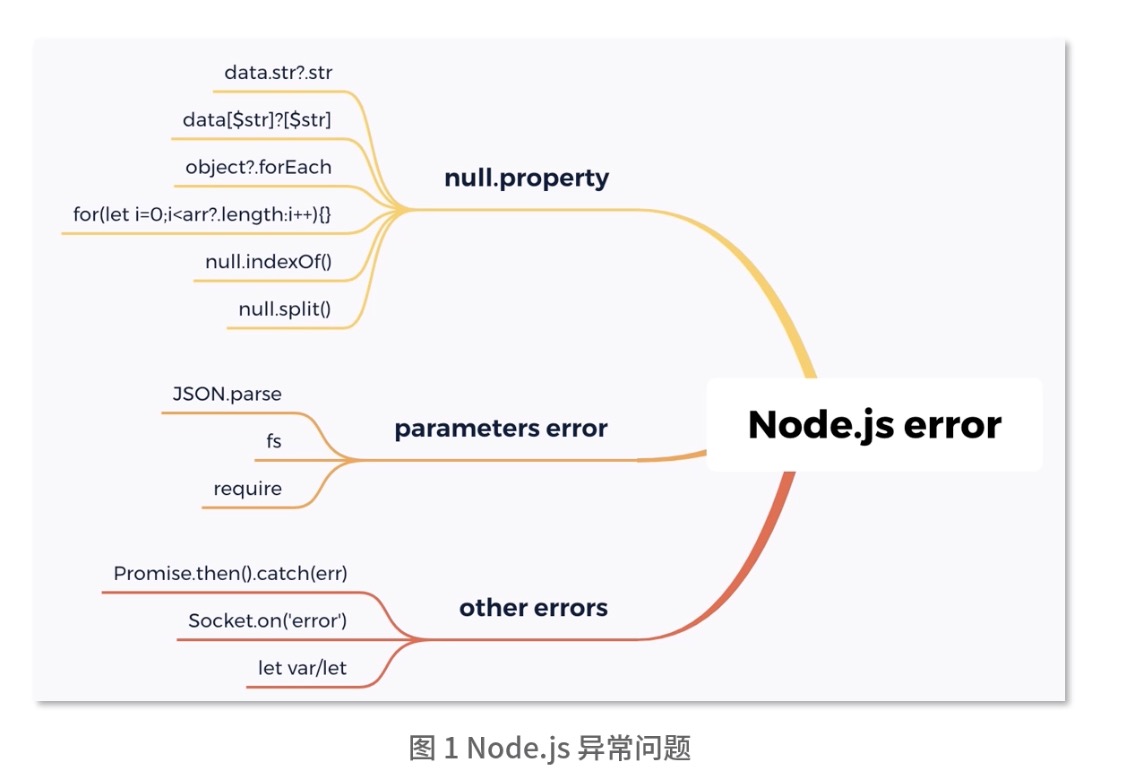 data.str?.str
data[$str]?[$str]
object?.forEach
for(let i=0;i<arr?.length:i++){}
null.indexOf()
null.split()
null.property
JSON.parse
fs
require
parameters error
Node.js error
Promise.then().catch(err)
Socket.on('error')
let var/let
other errors
图 1 Node.js 异常问题